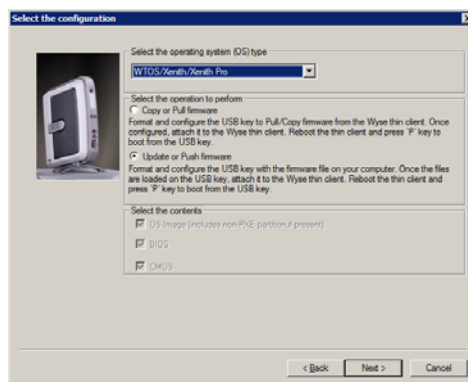 Select the configuration
Select the operating system (OS) type
WTOS/Xenith/Xenith Pro
Select the operation to perform
Copy or Pull firmware
Format and configure the USB key to Pull/Copy firmware from the Wyse thin client. Once
configured, attach it to the Wyse thin client. Reboot the thin client and press 'P' key to
boot from the USB key.
Update or Push firmware
Format and configure the USB key with the firmware file on your computer. Once the files
are loaded on the USB key, attach it to the Wyse thin client. Reboot the thin client and
press 'P' key to boot from USB key.
Select the contents
OS Image (includes non-PXE partition,if present)
BIOS
CMOS
< Back
Next >
Cancel